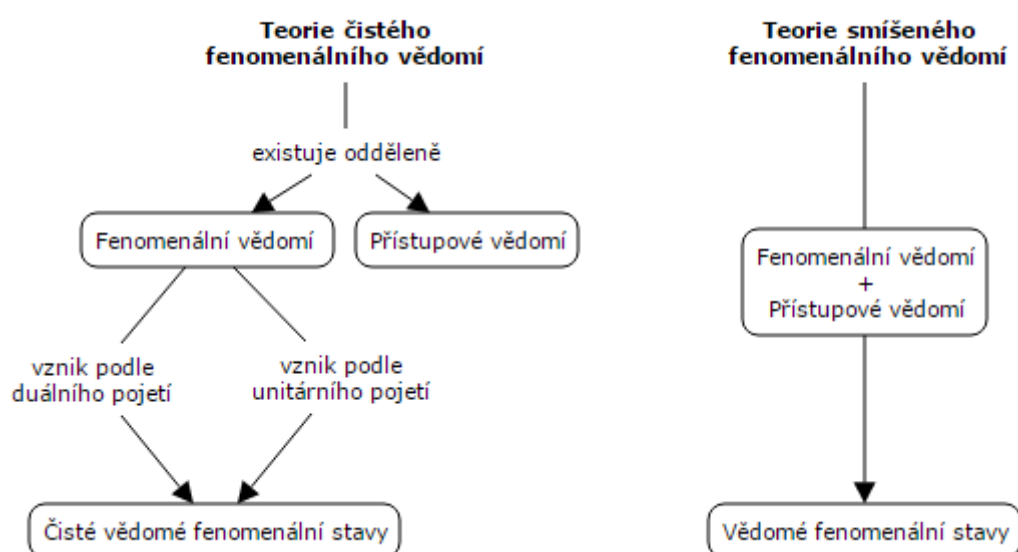 Teorie čistého
fenomenálního vědomí
existuje odděleně
Fenomenální vědomí
Přístupové vědomí
vznik podle
duálního pojetí
vznik podle
unitárního pojetí
Čisté vědomé fenomenální stavy
Teorie smíšeného
fenomenálního vědomí
Fenomenální vědomí
+
Přístupové vědomí
Vědomé fenomenální stavy